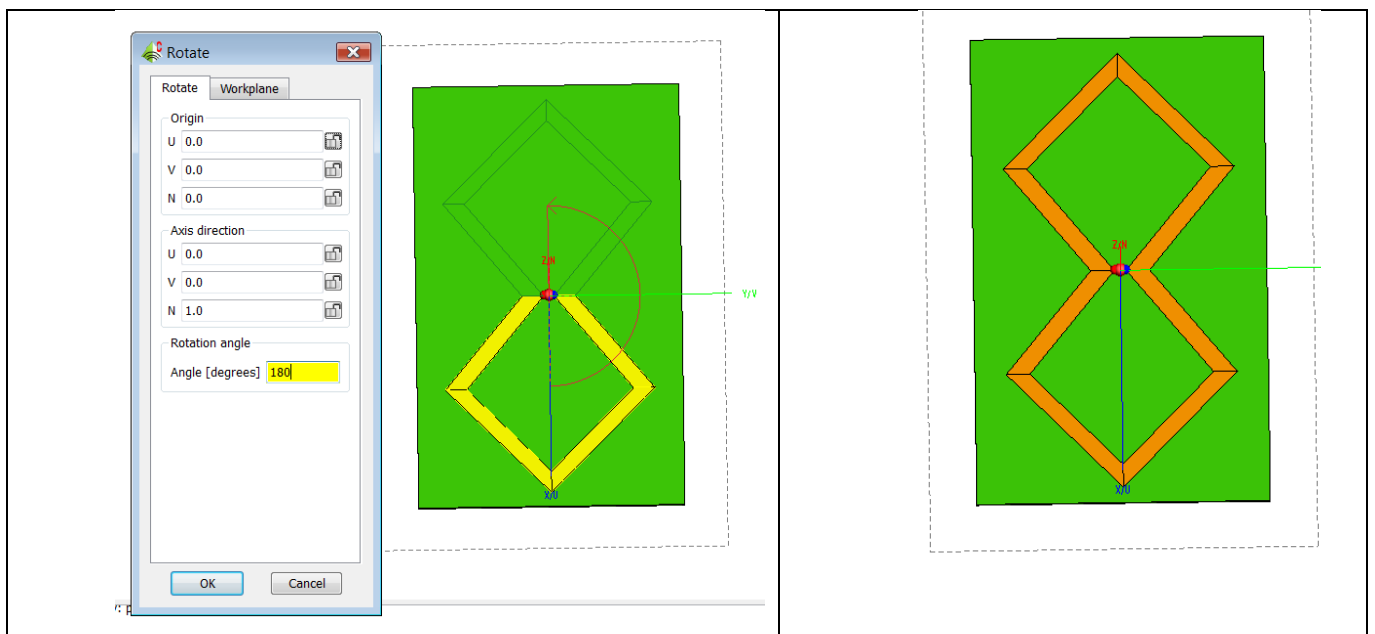 Rotate
Rotate Workplane
Origin
U 0.0
V 0.0
N 0.0
Axis direction
U 0.0
V 0.0
N 1.0
Rotation angle
Angle [degrees] 180
OK Cancel
Z/N
Y/V
X/U
Z/N
X/U